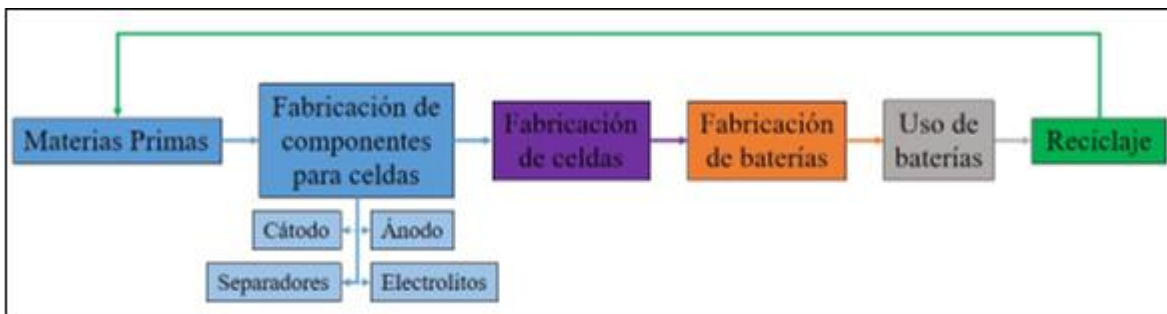 Materias Primas
Fabricación de
componentes
para celdas
Fabricación
de celdas
Fabricación
de baterías
Uso de
baterías
Reciclaje
Cátodo
Ánodo
Separadores
Electrolitos